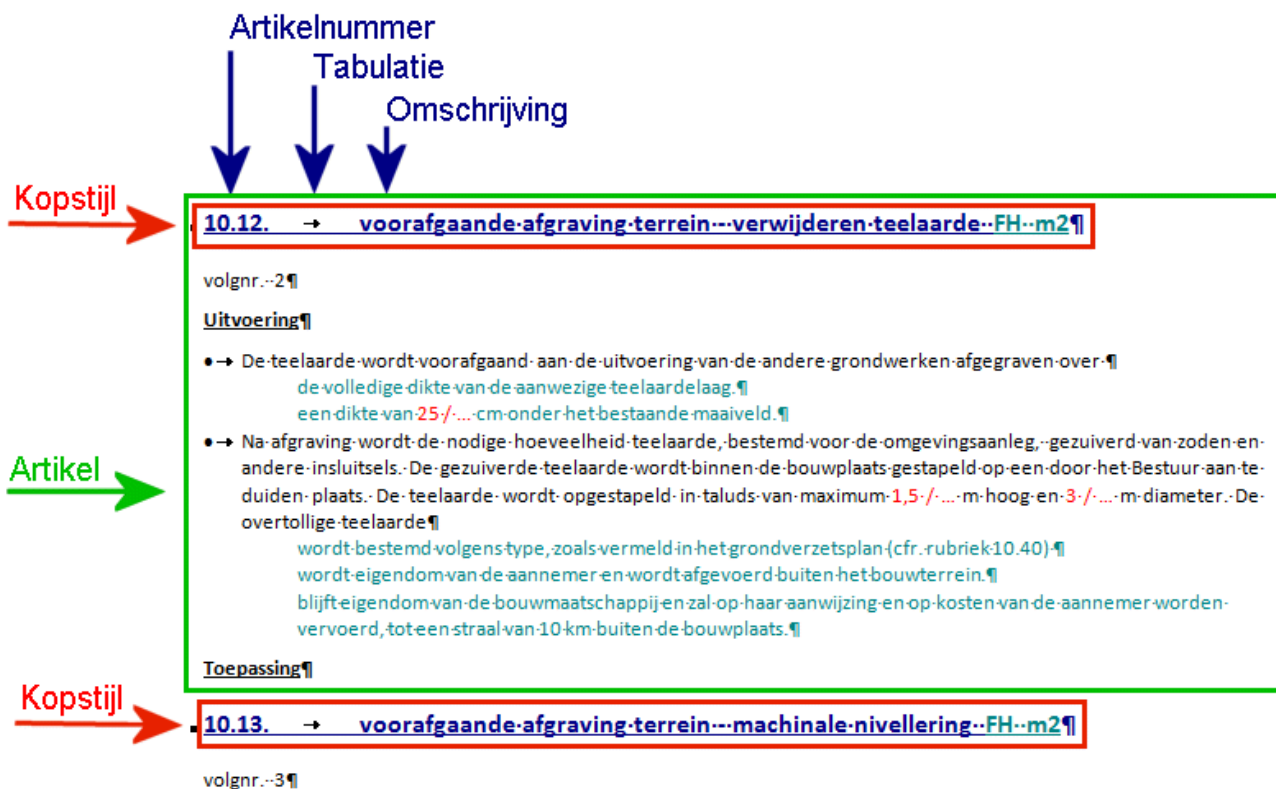 Artikelnummer
Tabulatie
Omschrijving
Kopstijl
10.12. → voorafgaande·afgraving·terrein·-·verwijderen·teelaarde··FH··m2¶
volgnr.··2¶
Uitvoering¶
•→ De·teelaarde·wordt·voorafgaand·aan·de·uitvoering·van·de·andere·grondwerken·afgegraven·over·¶
de·volledige·dikte·van·de·aanwezige·teelaardelaag.¶
een·dikte·van·25·/·...·cm·onder·het·bestaande·maaiveld.¶
•→ Na·afgraving·wordt·de·nodige·hoeveelheid·teelaarde,·bestemd·voor·de·omgevingsaanleg,··gezuiverd·van·zoden·en·
Artikel
andere·insluitsels.·De·gezuiverde·teelaarde·wordt·binnen·de·bouwplaats·gestapeld·op·een·door·het·Bestuur·aan·te·
duiden·plaats.·De·teelaarde·wordt·opgestapeld·in·taluds·van·maximum·1,5·/·...·m·hoog·en·3·/·...·m·diameter.·De·
overtollige·teelaarde¶
wordt·bestemd·volgens·type,·zoals·vermeld·in·het·grondverzetsplan·(cfr.·rubriek·10.40)·¶
wordt·eigendom·van·de·aannemer·en·wordt·afgevoerd·buiten·het·bouwterrein.¶
blijft·eigendom·van·de·bouwmaatschappij·en·zal·op·haar·aanwijzing·en·op·kosten·van·de·aannemer·worden·
vervoerd,·tot·een·straal·van·10·km·buiten·de·bouwplaats.¶
Toepassing¶
Kopstijl
10.13. → voorafgaande·afgraving·terrein·-·machinale·nivellering··FH··m2¶
volgnr.··3¶